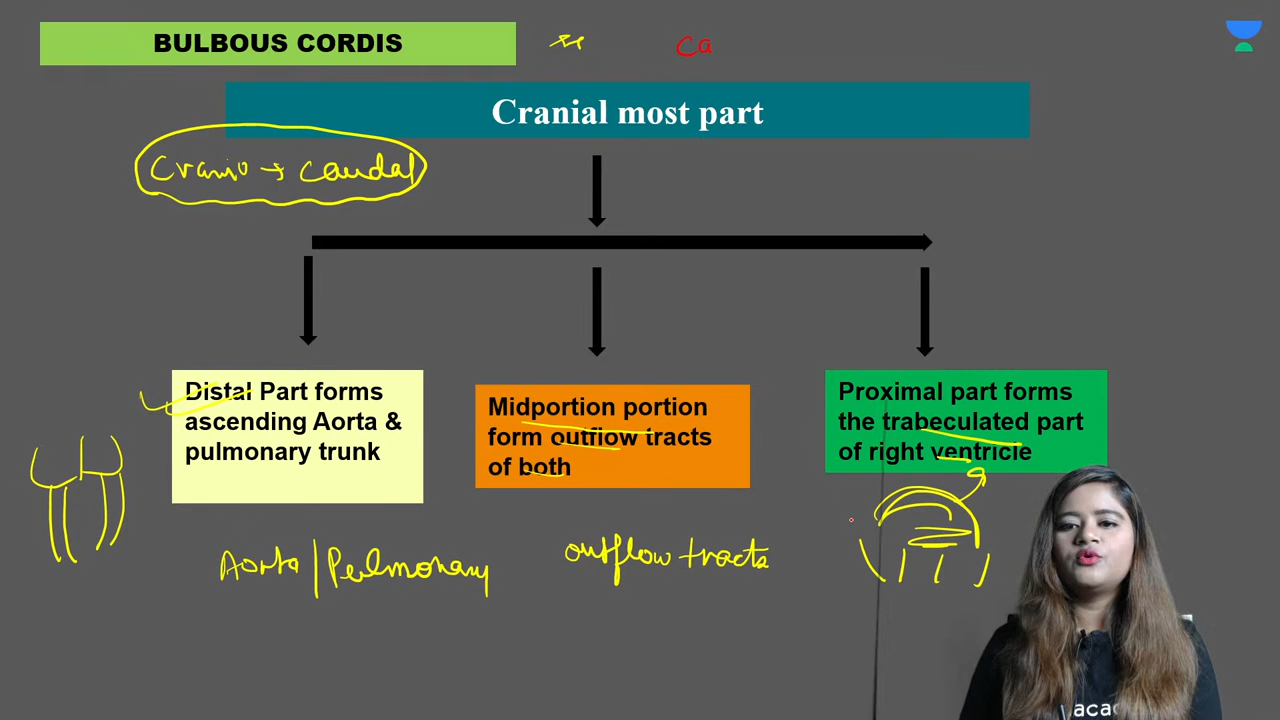 BULBOUS CORDIS
Ca
Cranial most part
Cranio → caudal
Distal Part forms
ascending Aorta &
pulmonary trunk
Midportion portion
form outflow tracts
of both
Proximal part forms
the trabeculated part
of right ventricle
Aorta | Pulmonary
outflow tracts